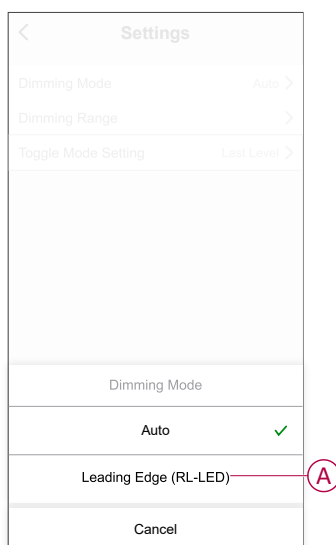 Settings
Dimming Mode Auto
Dimming Range
Toggle Mode Setting Last Level
Dimming Mode
Auto
Leading Edge (RL-LED) A
Cancel